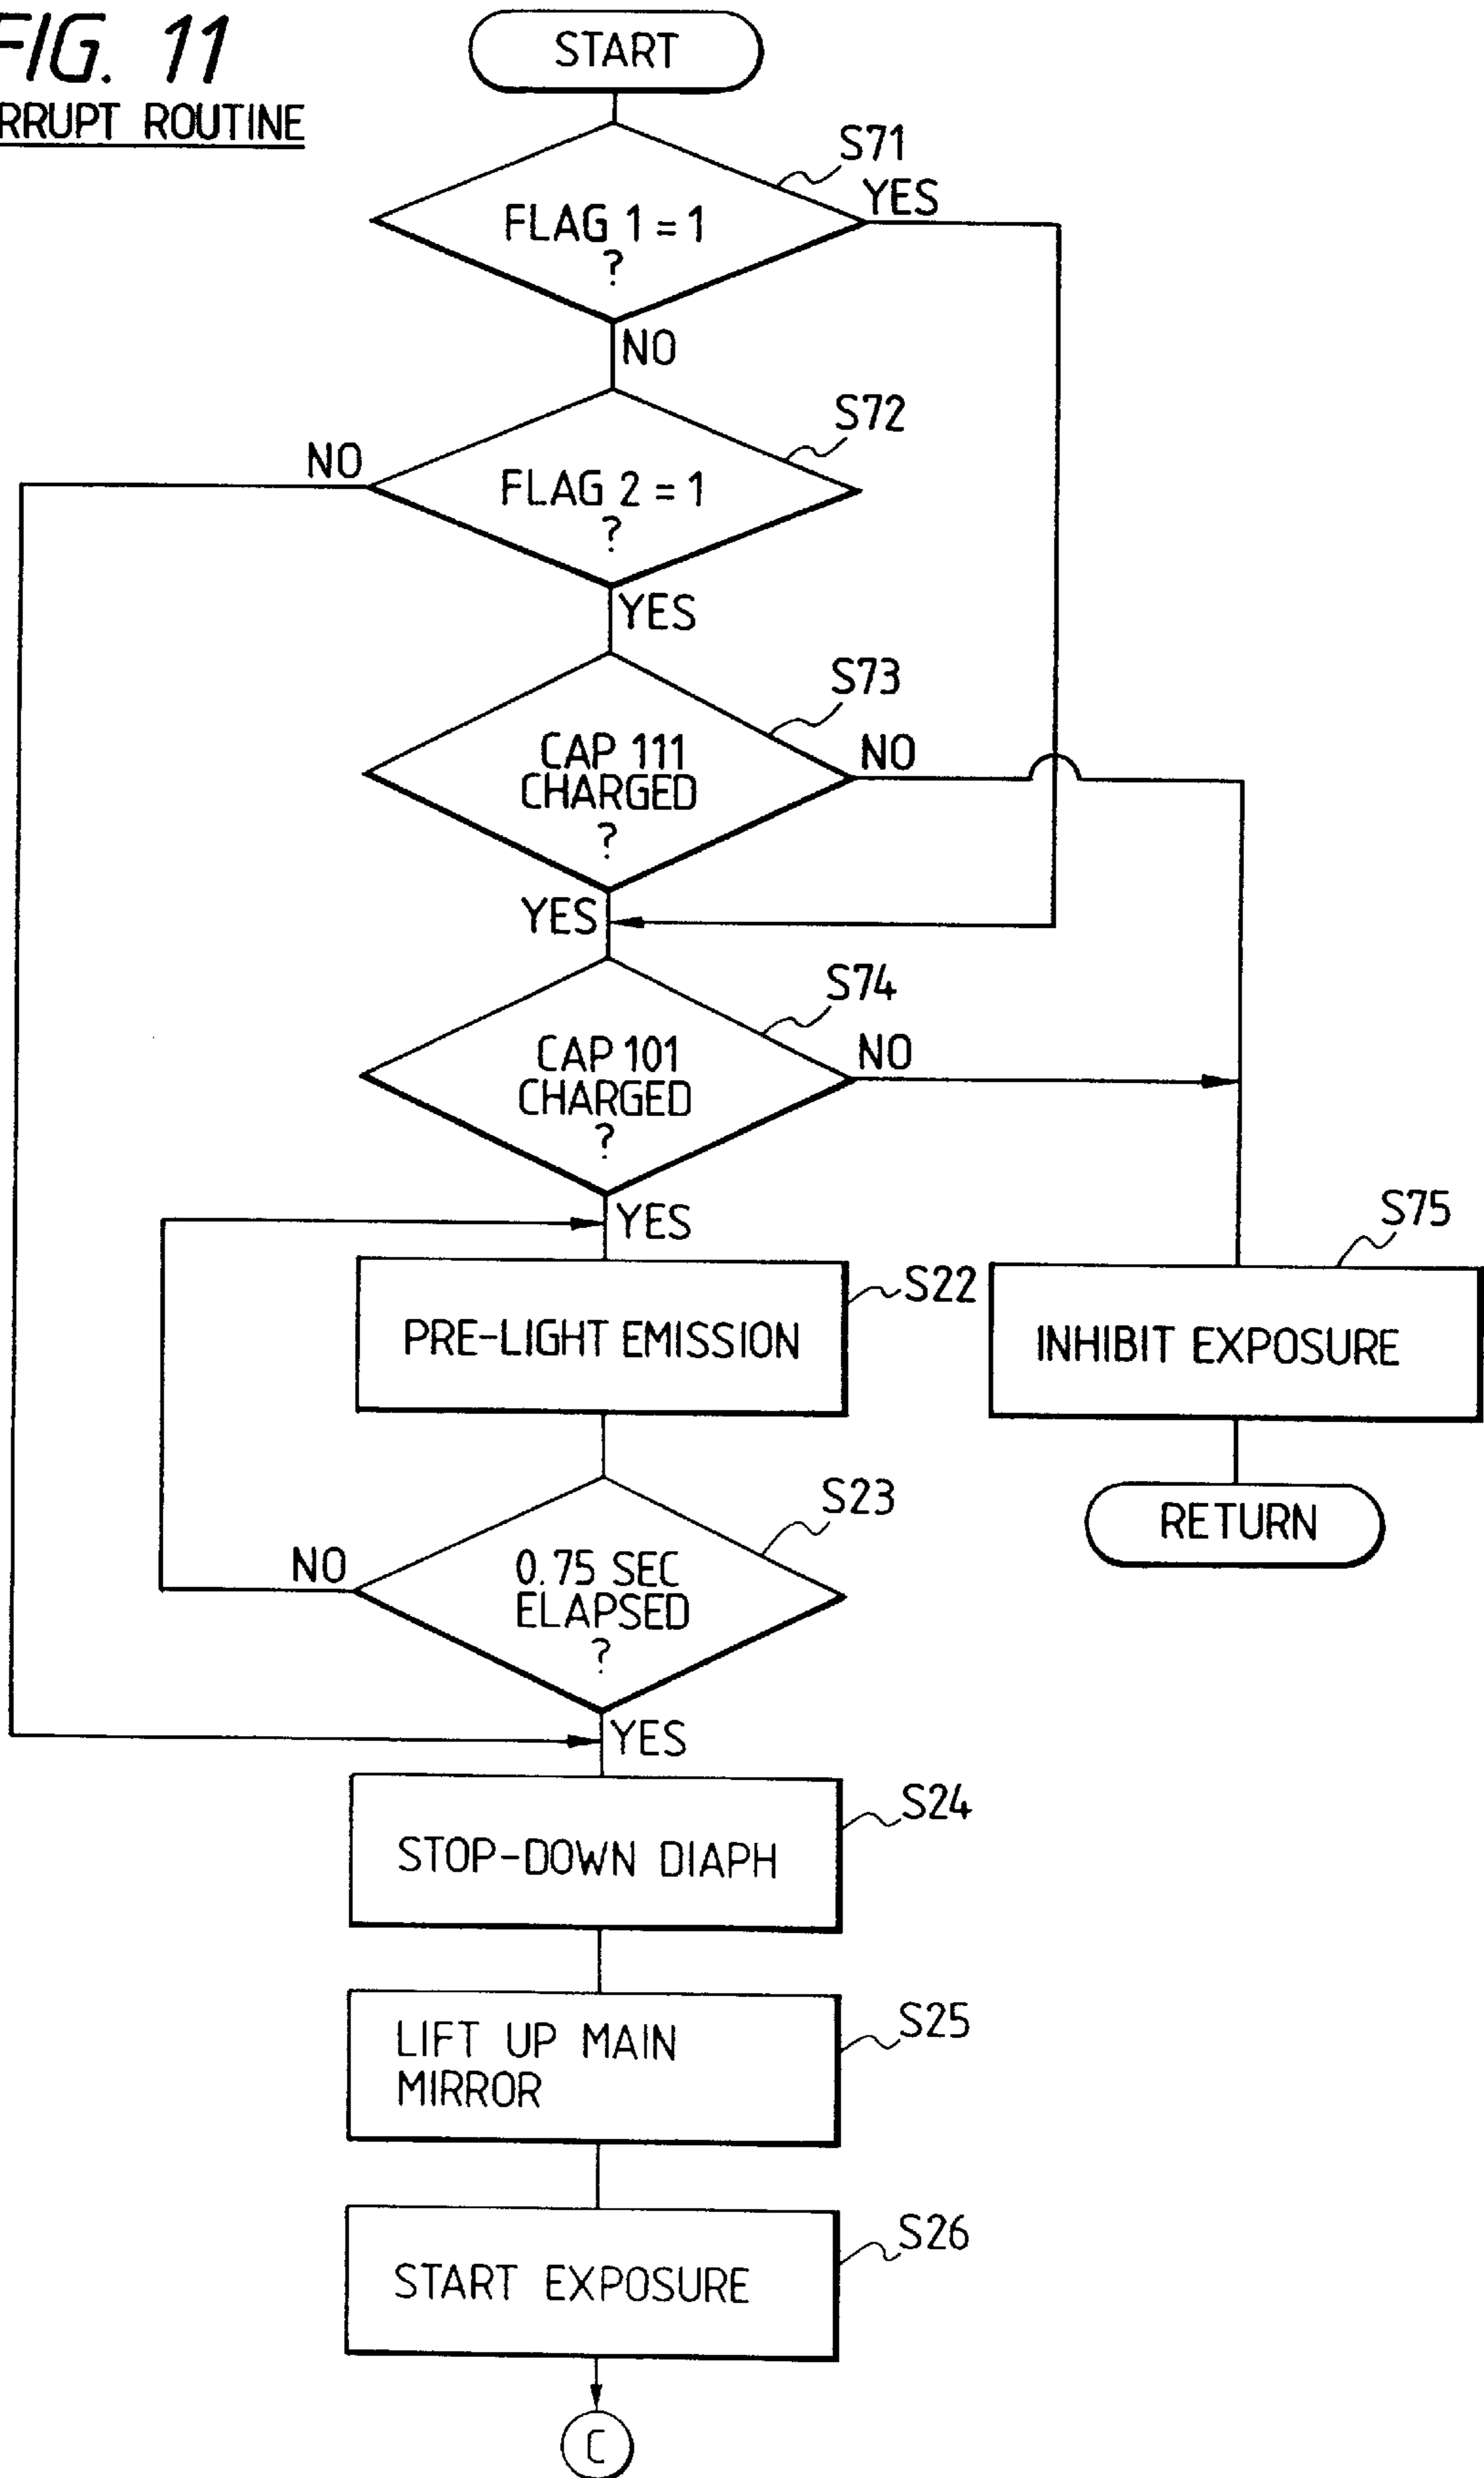 FIG. 11
RRUPT ROUTINE
START
S71
FLAG 1 = 1
?
YES
NO
S72
NO
FLAG 2 = 1
?
YES
S73
CAP 111
CHARGED
?
NO
YES
S74
CAP 101
CHARGED
?
NO
YES
S22
PRE-LIGHT EMISSION
S75
INHIBIT EXPOSURE
RETURN
S23
NO
0.75 SEC
ELAPSED
?
YES
S24
STOP-DOWN DIAPH
S25
LIFT UP MAIN
MIRROR
S26
START EXPOSURE
C